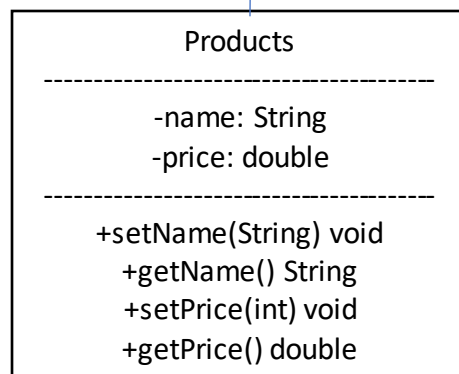 Products
---------------------------------------
-name: String
-price: double
---------------------------------------
+setName(String) void
+getName() String
+setPrice(int) void
+getPrice() double